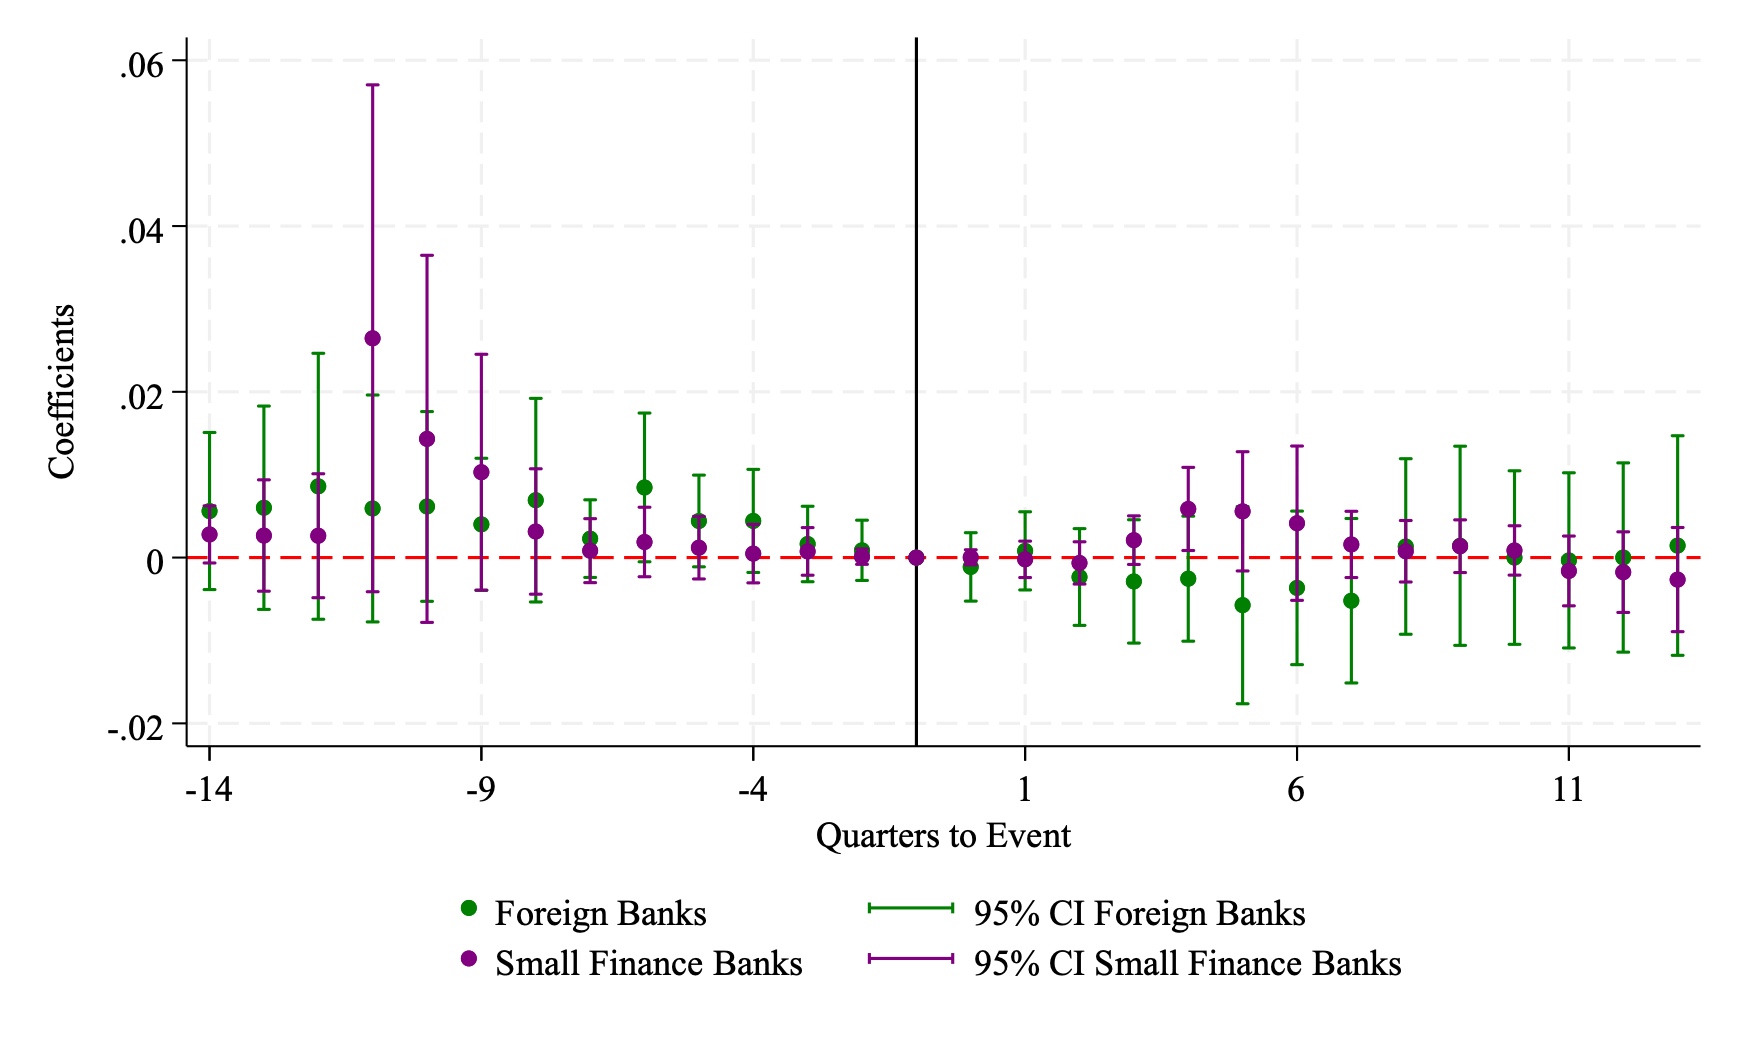 .06
.04
.02
0
-.02
Coefficients
-14 -9 -4 1 6 11
Quarters to Event
Foreign Banks 95% CI Foreign Banks
Small Finance Banks 95% CI Small Finance Banks